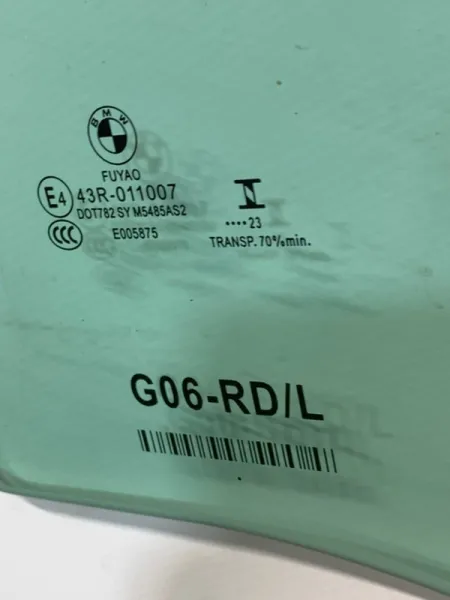 BMW
FUYAO
E4 43R-011007
DOT782 SY M5485AS2
CCC E005875
....23
TRANSP. 70%min.
G06-RD/L